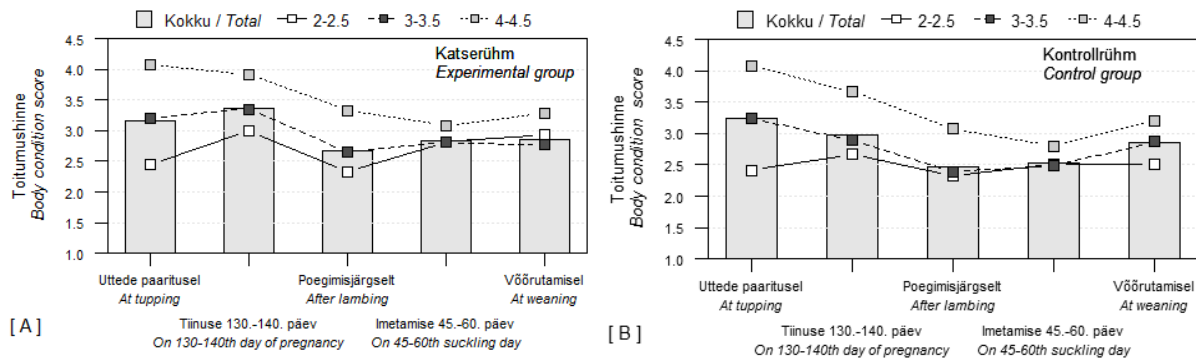 Kokku / Total 2-2.5 3-3.5 4-4.5
4.5
4.0
3.5
3.0
2.5
2.0
1.5
1.0
Toitumushinne
Body condition score
Katserühm
Experimental group
Uttede paaritusel
At tupping
Poegimisjärgselt
After lambing
Võõrutamisel
At weaning
Tiinuse 130.-140. päev
On 130-140th day of pregnancy
Imetamise 45.-60. päev
On 45-60th suckling day
[ A ]
Kokku / Total 2-2.5 3-3.5 4-4.5
4.5
4.0
3.5
3.0
2.5
2.0
1.5
1.0
Toitumushinne
Body condition score
Kontrollrühm
Control group
Uttede paaritusel
At tupping
Poegimisjärgselt
After lambing
Võõrutamisel
At weaning
Tiinuse 130.-140. päev
On 130-140th day of pregnancy
Imetamise 45.-60. päev
On 45-60th suckling day
[ B ]